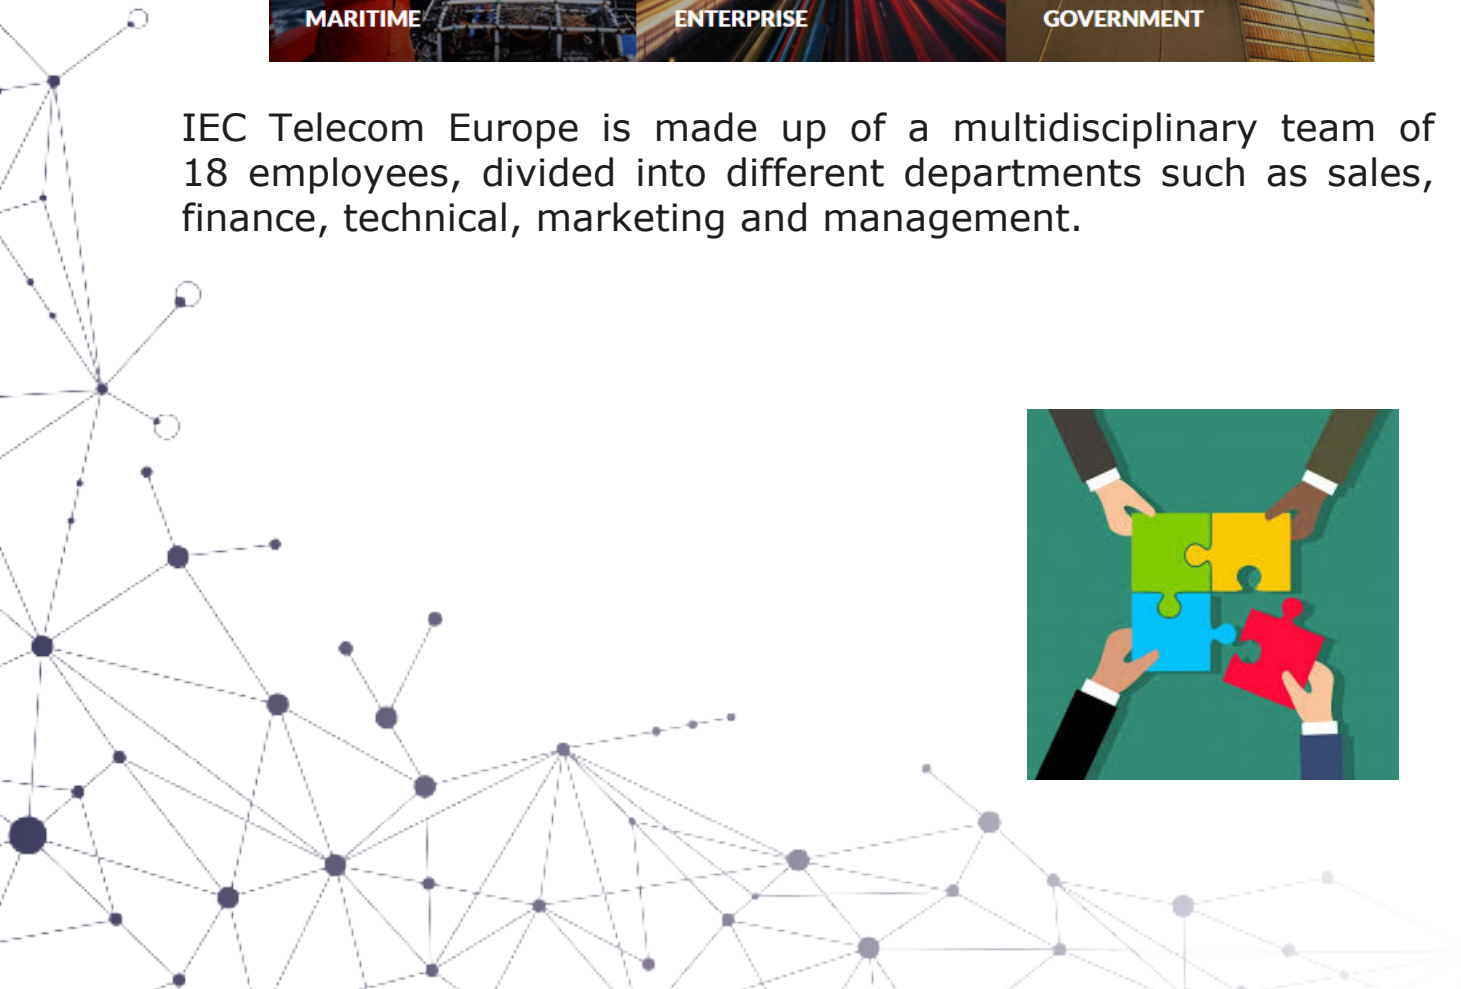 MARITIME ENTERPRISE GOVERNMENT
IEC Telecom Europe is made up of a multidisciplinary team of
18 employees, divided into different departments such as sales,
finance, technical, marketing and management.